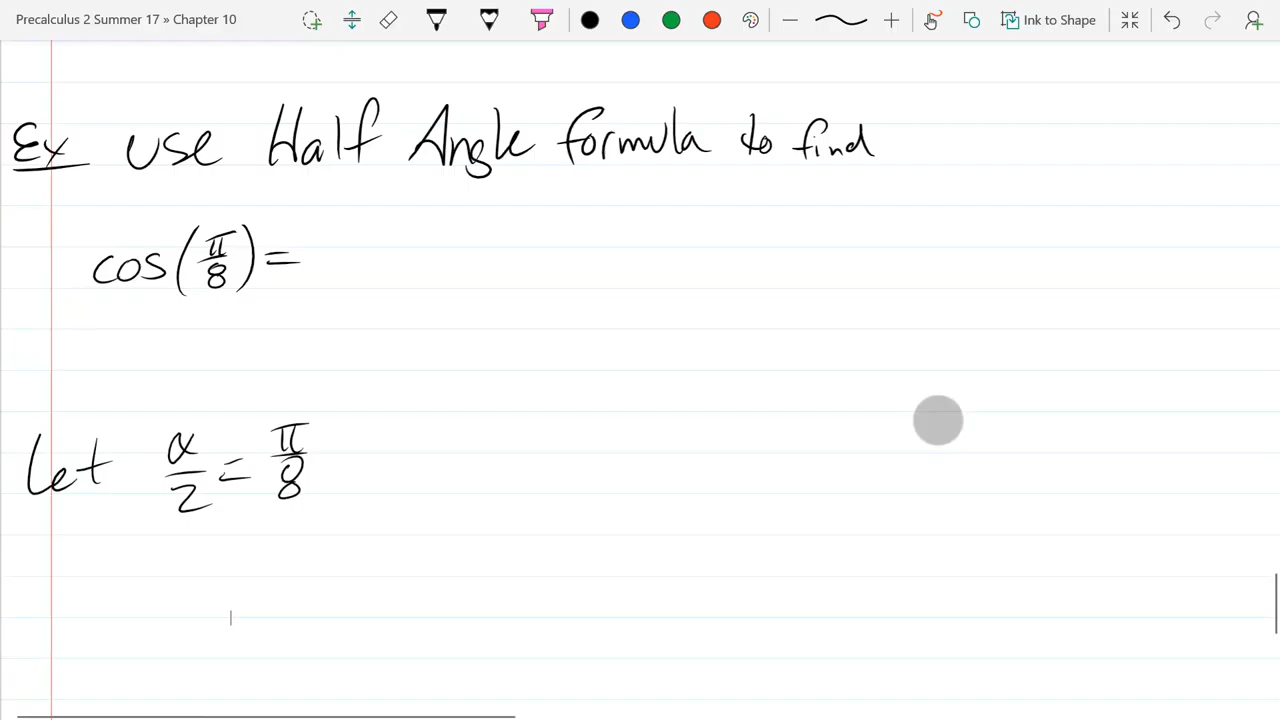 Precalculus 2 Summer 17 » Chapter 10
Ink to Shape
Ex use Half Angle formula to find
cos(π/8)=
Let α/2 = π/8